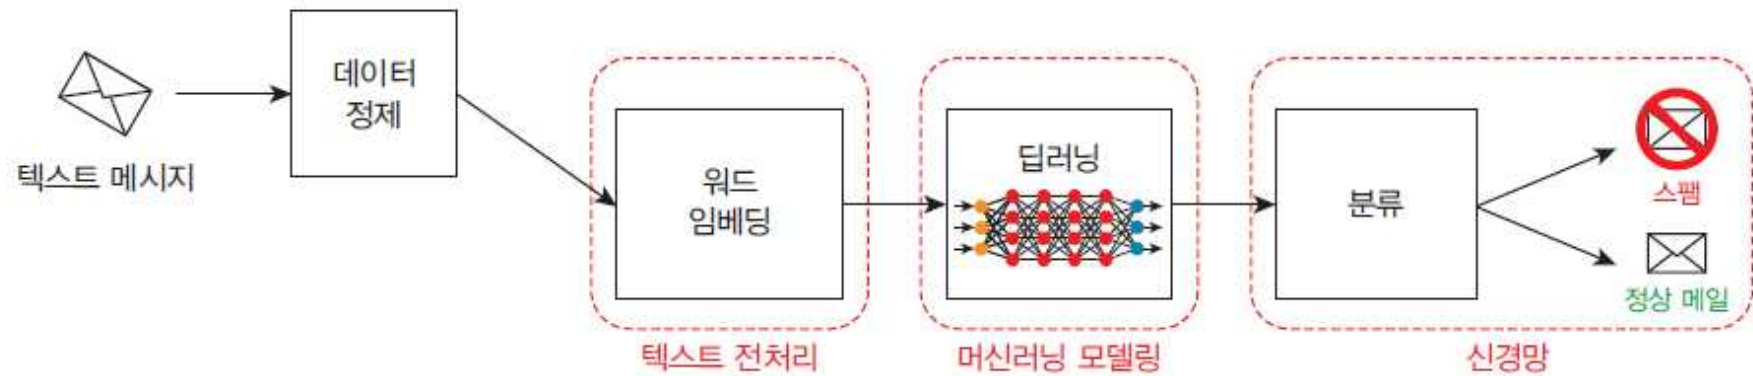 텍스트 메시지
데이터
정제
워드
임베딩
텍스트 전처리
딥러닝
머신러닝 모델링
분류
스팸
정상 메일
신경망